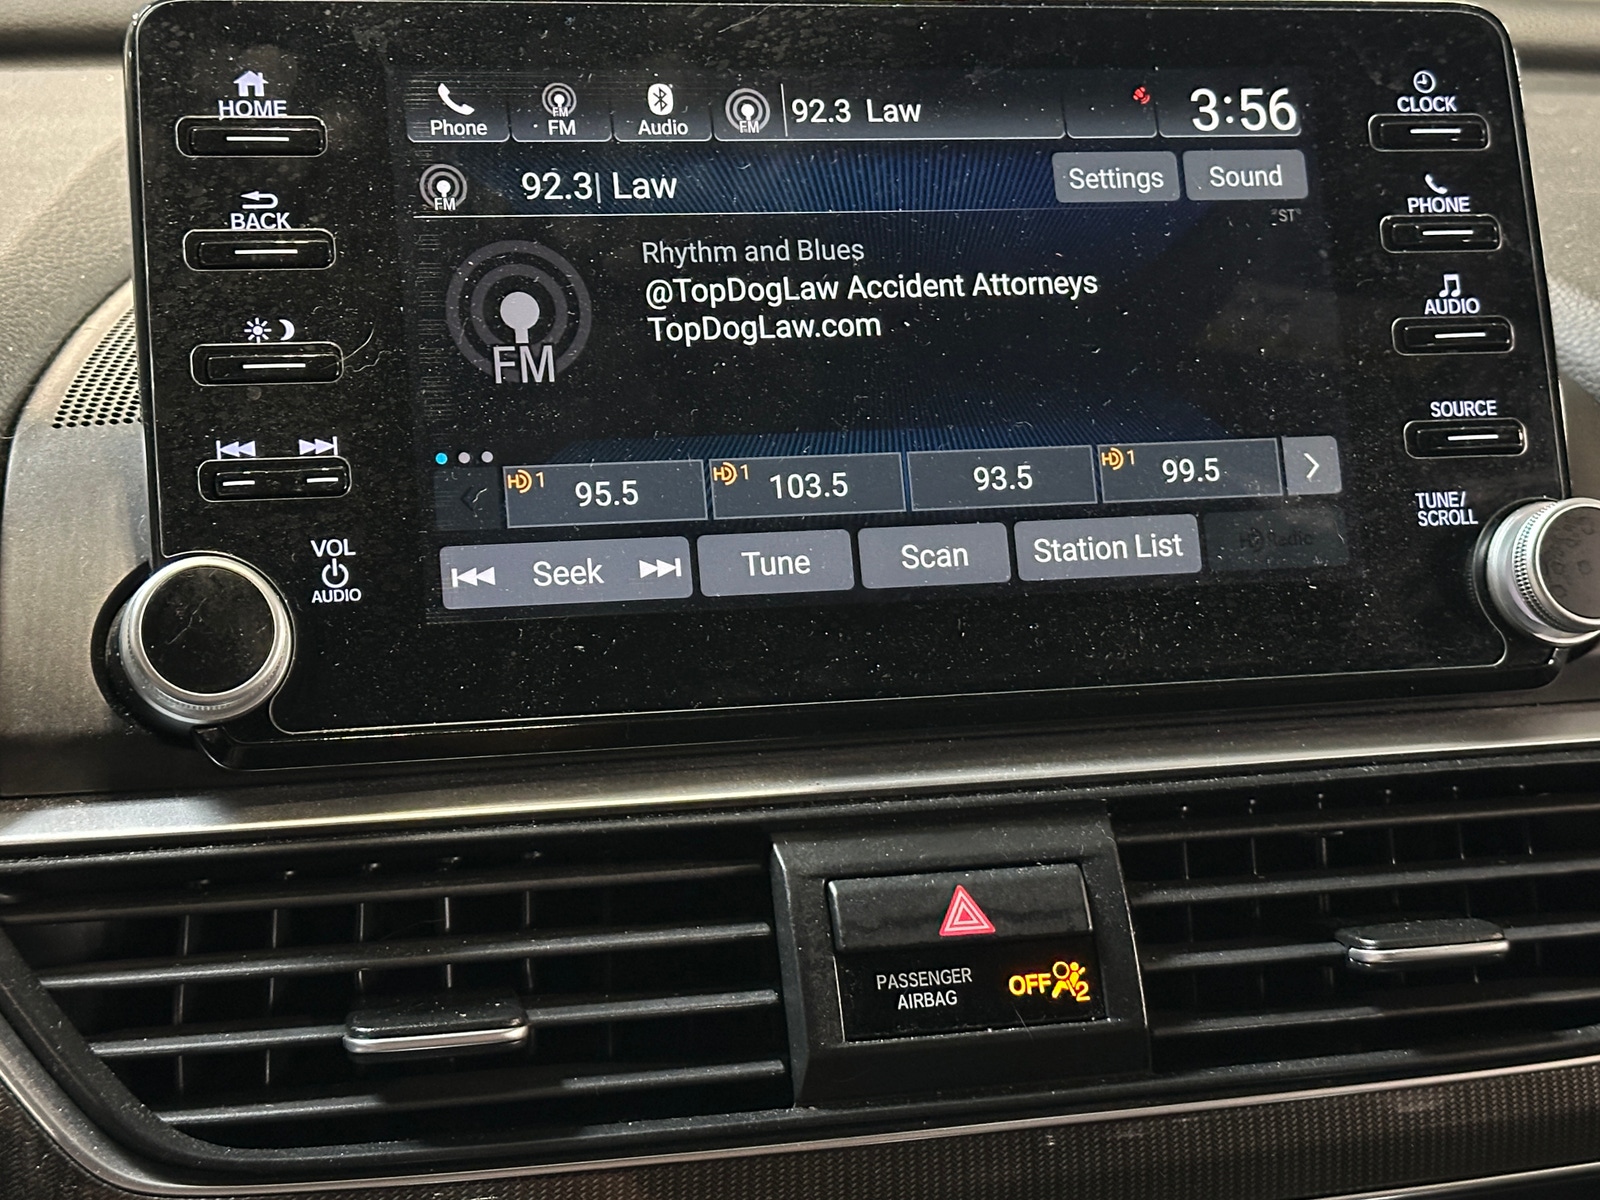 HOME
BACK
VOL
AUDIO
Phone
FM
FM
Audio
FM
92.3 Law
3:56
FM
92.3| Law
Settings
Sound
"ST"
Rhythm and Blues
@TopDogLaw Accident Attorneys
TopDogLaw.com
FM
HD 1
95.5
HD 1
103.5
93.5
HD 1
99.5
Seek
Tune
Scan
Station List
HD Radio
CLOCK
PHONE
AUDIO
SOURCE
TUNE/
SCROLL
PASSENGER
AIRBAG
OFF
2